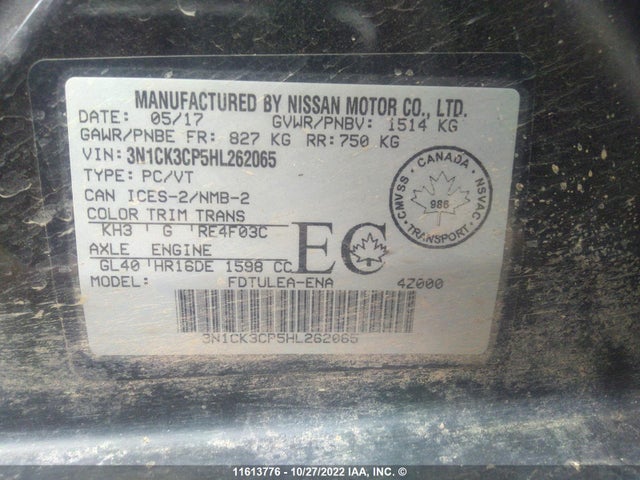 MANUFACTURED BY NISSAN MOTOR CO., LTD.
DATE: 05/17 GVWR/PNBV: 1514 KG
GAWR/PNBE FR: 827 KG RR: 750 KG
VIN: 3N1CK3CP5HL262065
TYPE: PC/VT
CAN ICES-2/NMB-2
COLOR TRIM TRANS
KH3 G RE4F03C
AXLE ENGINE
GL40 HR16DE 1598 CC
EC
MODEL: FDTULEA-ENA 4Z000
3N1CK3CP5HL262065
CANADA
CMVSS
986
NSVAC
TRANSPORT
11613776 - 10/27/2022 IAA, INC. ©